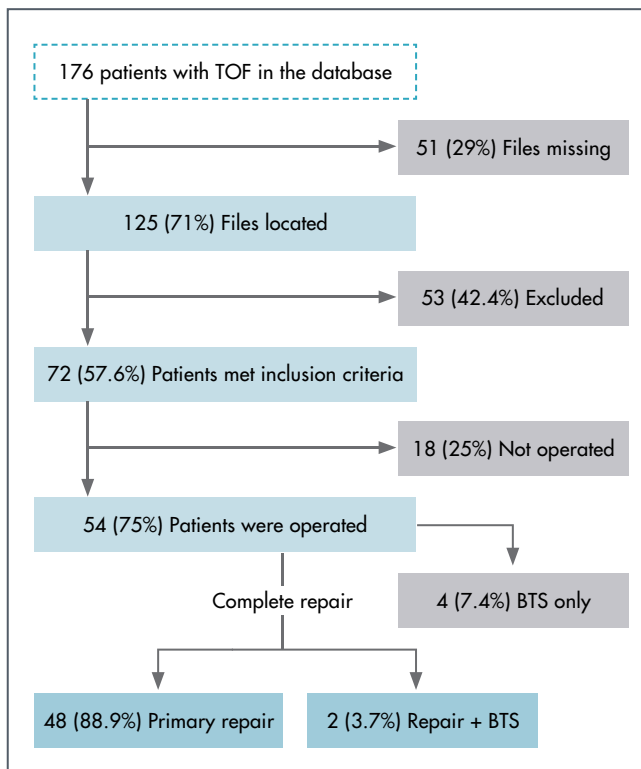 176 patients with TOF in the database
51 (29%) Files missing
125 (71%) Files located
53 (42.4%) Excluded
72 (57.6%) Patients met inclusion criteria
18 (25%) Not operated
54 (75%) Patients were operated
Complete repair
4 (7.4%) BTS only
48 (88.9%) Primary repair
2 (3.7%) Repair + BTS